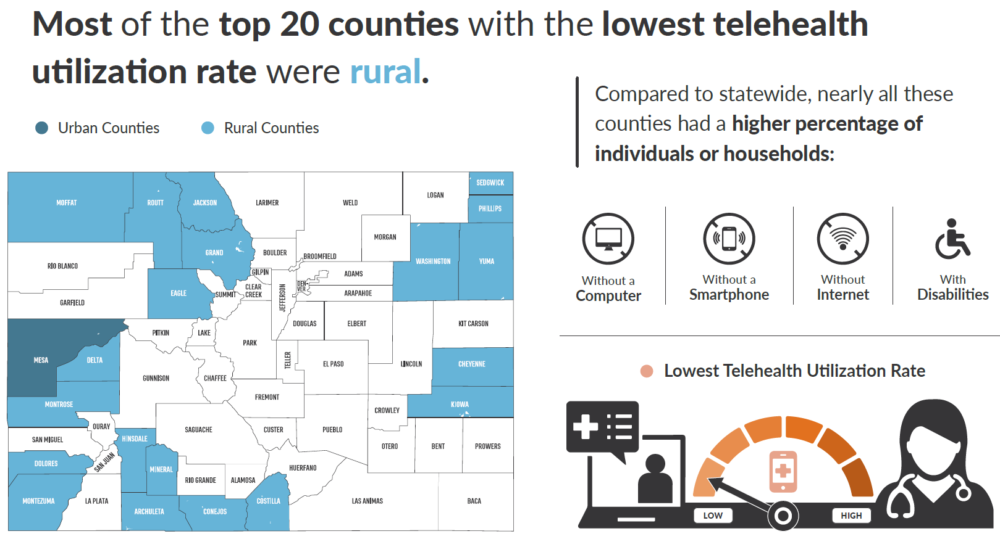 Most of the top 20 counties with the lowest telehealth
utilization rate were rural.
Urban Counties
Rural Counties
Compared to statewide, nearly all these
counties had a higher percentage of
individuals or households:
Without a
Computer
Without a
Smartphone
Without
Internet
With
Disabilities
Lowest Telehealth Utilization Rate
LOW
HIGH
MOFFAT
ROUTT
JACKSON
LARIMER
WELD
LOGAN
SEDGWICK
PHILLIPS
MORGAN
GRAND
BOULDER
BROOMFIELD
WASHINGTON
YUMA
RIO BLANCO
GILPIN
ADAMS
EAGLE
SUMMIT
CLEAR
CREEK
JEFFERSON
DEN-
VER
ARAPAHOE
GARFIELD
DOUGLAS
ELBERT
KIT CARSON
PITKIN
LAKE
PARK
MESA
DELTA
TELLER
EL PASO
LINCOLN
CHEYENNE
GUNNISON
CHAFFEE
FREMONT
MONTROSE
CROWLEY
KIOWA
OURAY
SAGUACHE
CUSTER
PUEBLO
SAN MIGUEL
HINSDALE
OTERO
BENT
PROWERS
DOLORES
SAN JUAN
MINERAL
RIO GRANDE
ALAMOSA
HUERFANO
MONTEZUMA
LA PLATA
ARCHULETA
CONEJOS
COSTILLA
LAS ANIMAS
BACA